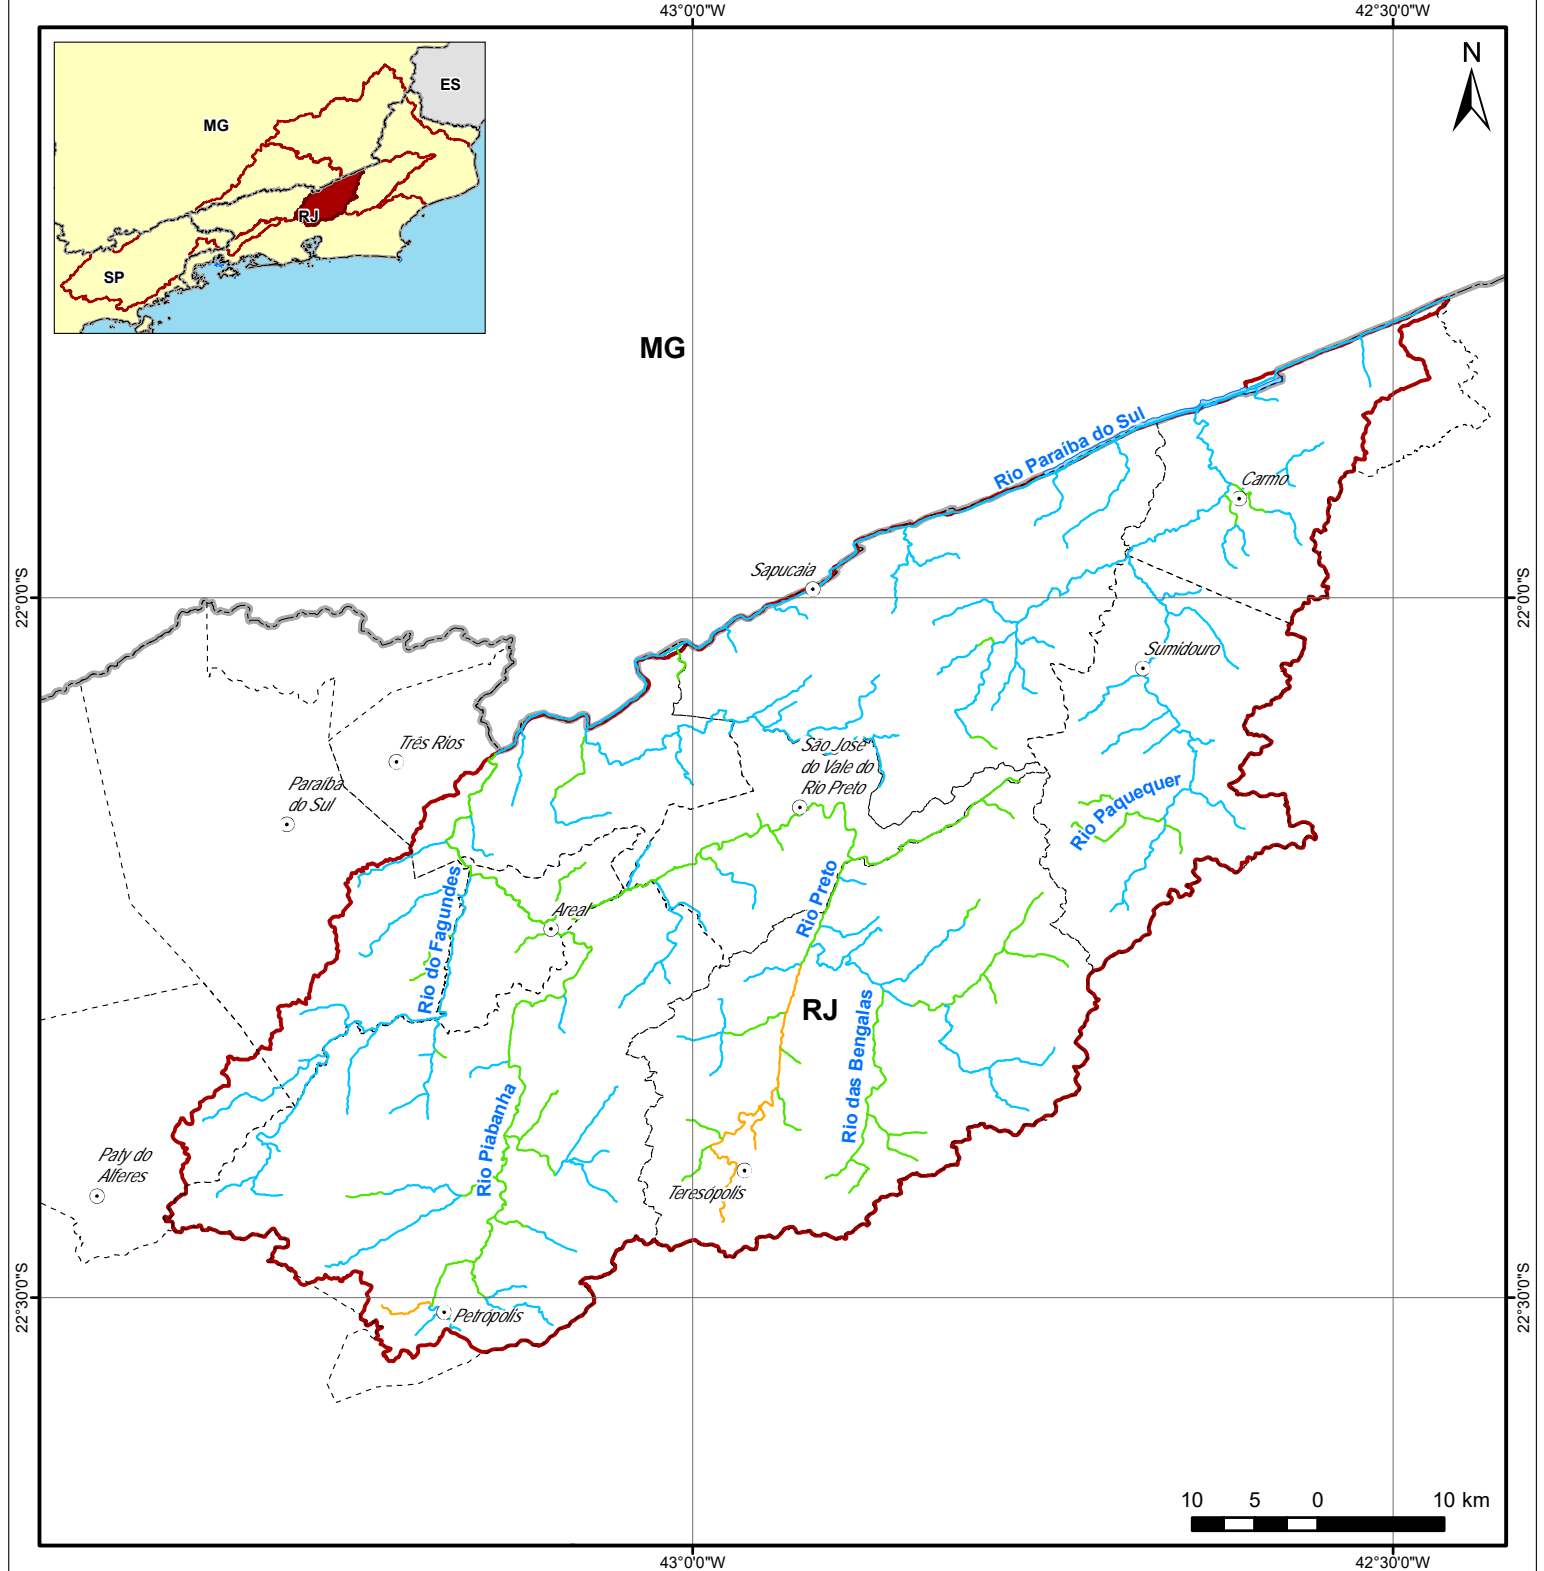 43°0'0"W
42°30'0"W
N
ES
MG
RJ
SP
MG
Rio Paraíba do Sul
Carmo
Sapucaia
22°0'0"S
22°0'0"S
Sumidouro
Três Rios
São José
do Vale do
Rio Preto
Paraíba
do Sul
Rio Paquequer
Rio do Fagundes
Rio Preto
Areal
RJ
Rio das Bengalas
Rio Piabanha
Paty do
Alferes
Teresópolis
22°30'0"S
22°30'0"S
Petrópolis
10 5 0 10 km
43°0'0"W
42°30'0"W